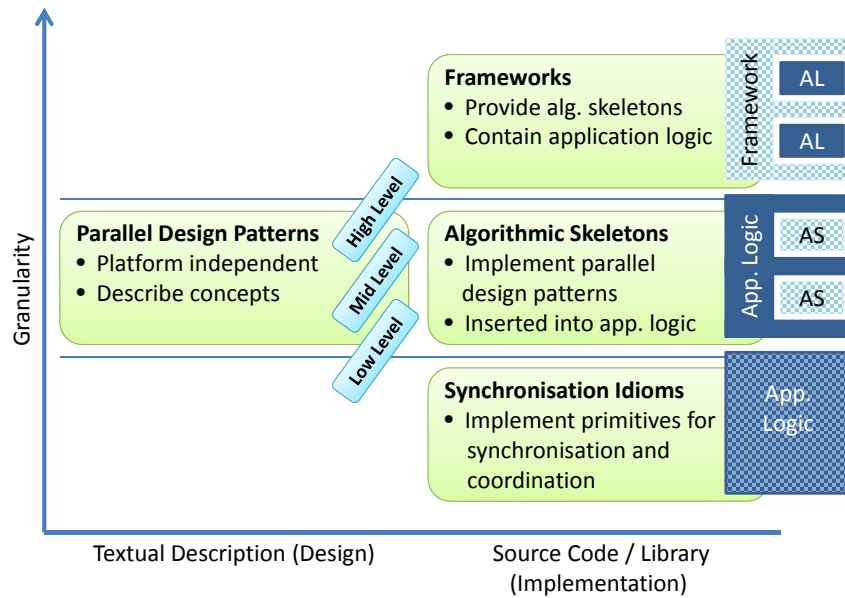 Granularity
Frameworks
• Provide alg. skeletons
• Contain application logic
Framework
AL
AL
High Level
Parallel Design Patterns
• Platform independent
• Describe concepts
Mid Level
Algorithmic Skeletons
• Implement parallel
design patterns
• Inserted into app. logic
App. Logic
AS
AS
Low Level
Synchronisation Idioms
• Implement primitives for
synchronisation and
coordination
App.
Logic
Textual Description (Design)
Source Code / Library
(Implementation)